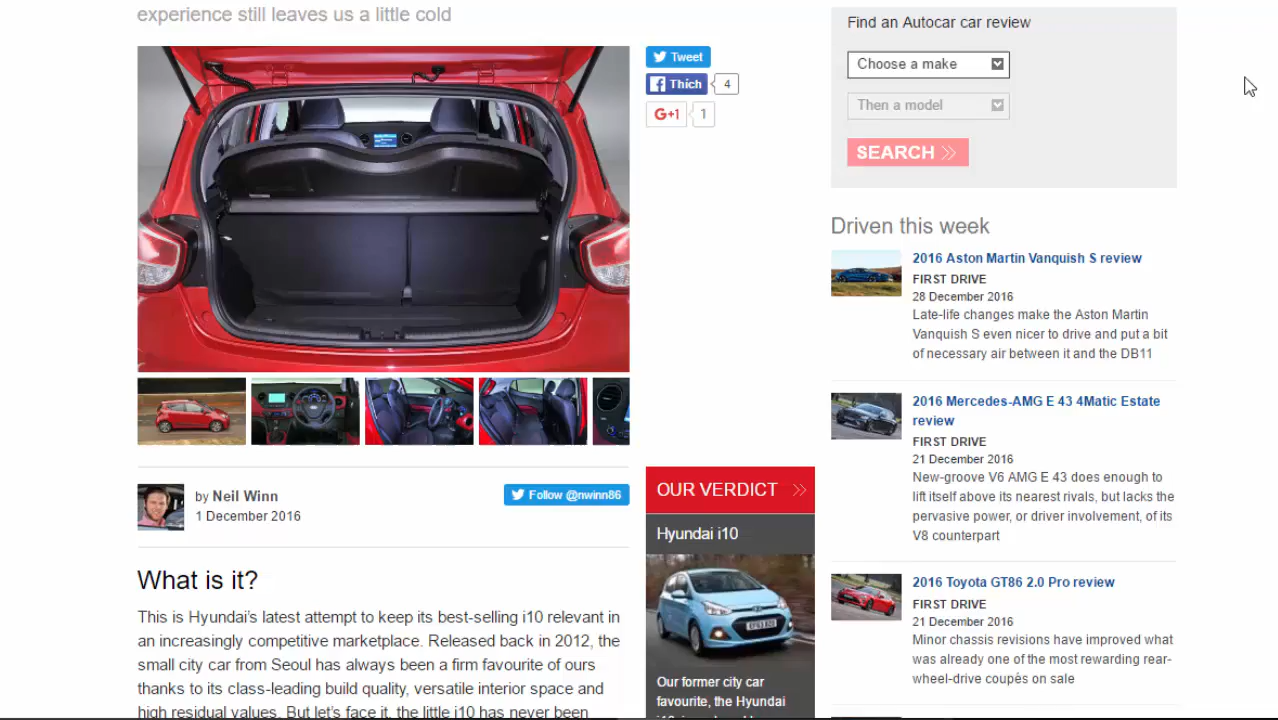 experience still leaves us a little cold
Tweet
Thích
4
G+1
1
by Neil Winn
1 December 2016
Follow @nwinn86
What is it?
This is Hyundai's latest attempt to keep its best-selling i10 relevant in
an increasingly competitive marketplace. Released back in 2012, the
small city car from Seoul has always been a firm favourite of ours
thanks to its class-leading build quality, versatile interior space and
high residual values. But let's face it, the little i10 has never been
OUR VERDICT
Hyundai i10
Our former city car
favourite, the Hyundai
Find an Autocar car review
Choose a make
Then a model
SEARCH
Driven this week
2016 Aston Martin Vanquish S review
FIRST DRIVE
28 December 2016
Late-life changes make the Aston Martin
Vanquish S even nicer to drive and put a bit
of necessary air between it and the DB11
2016 Mercedes-AMG E 43 4Matic Estate
review
FIRST DRIVE
21 December 2016
New-groove V6 AMG E 43 does enough to
lift itself above its nearest rivals, but lacks the
pervasive power, or driver involvement, of its
V8 counterpart
2016 Toyota GT86 2.0 Pro review
FIRST DRIVE
21 December 2016
Minor chassis revisions have improved what
was already one of the most rewarding rear-
wheel-drive coupés on sale